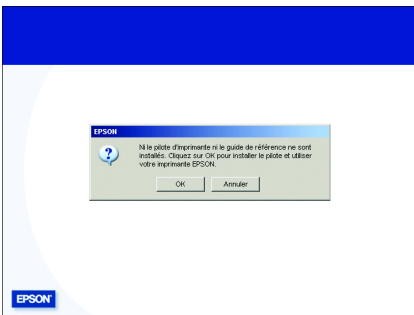 EPSON
Ni le pilote d'imprimante ni le guide de référence ne sont
installés. Cliquez sur OK pour installer le pilote et utiliser
votre imprimante EPSON.
OK
Annuler
EPSON